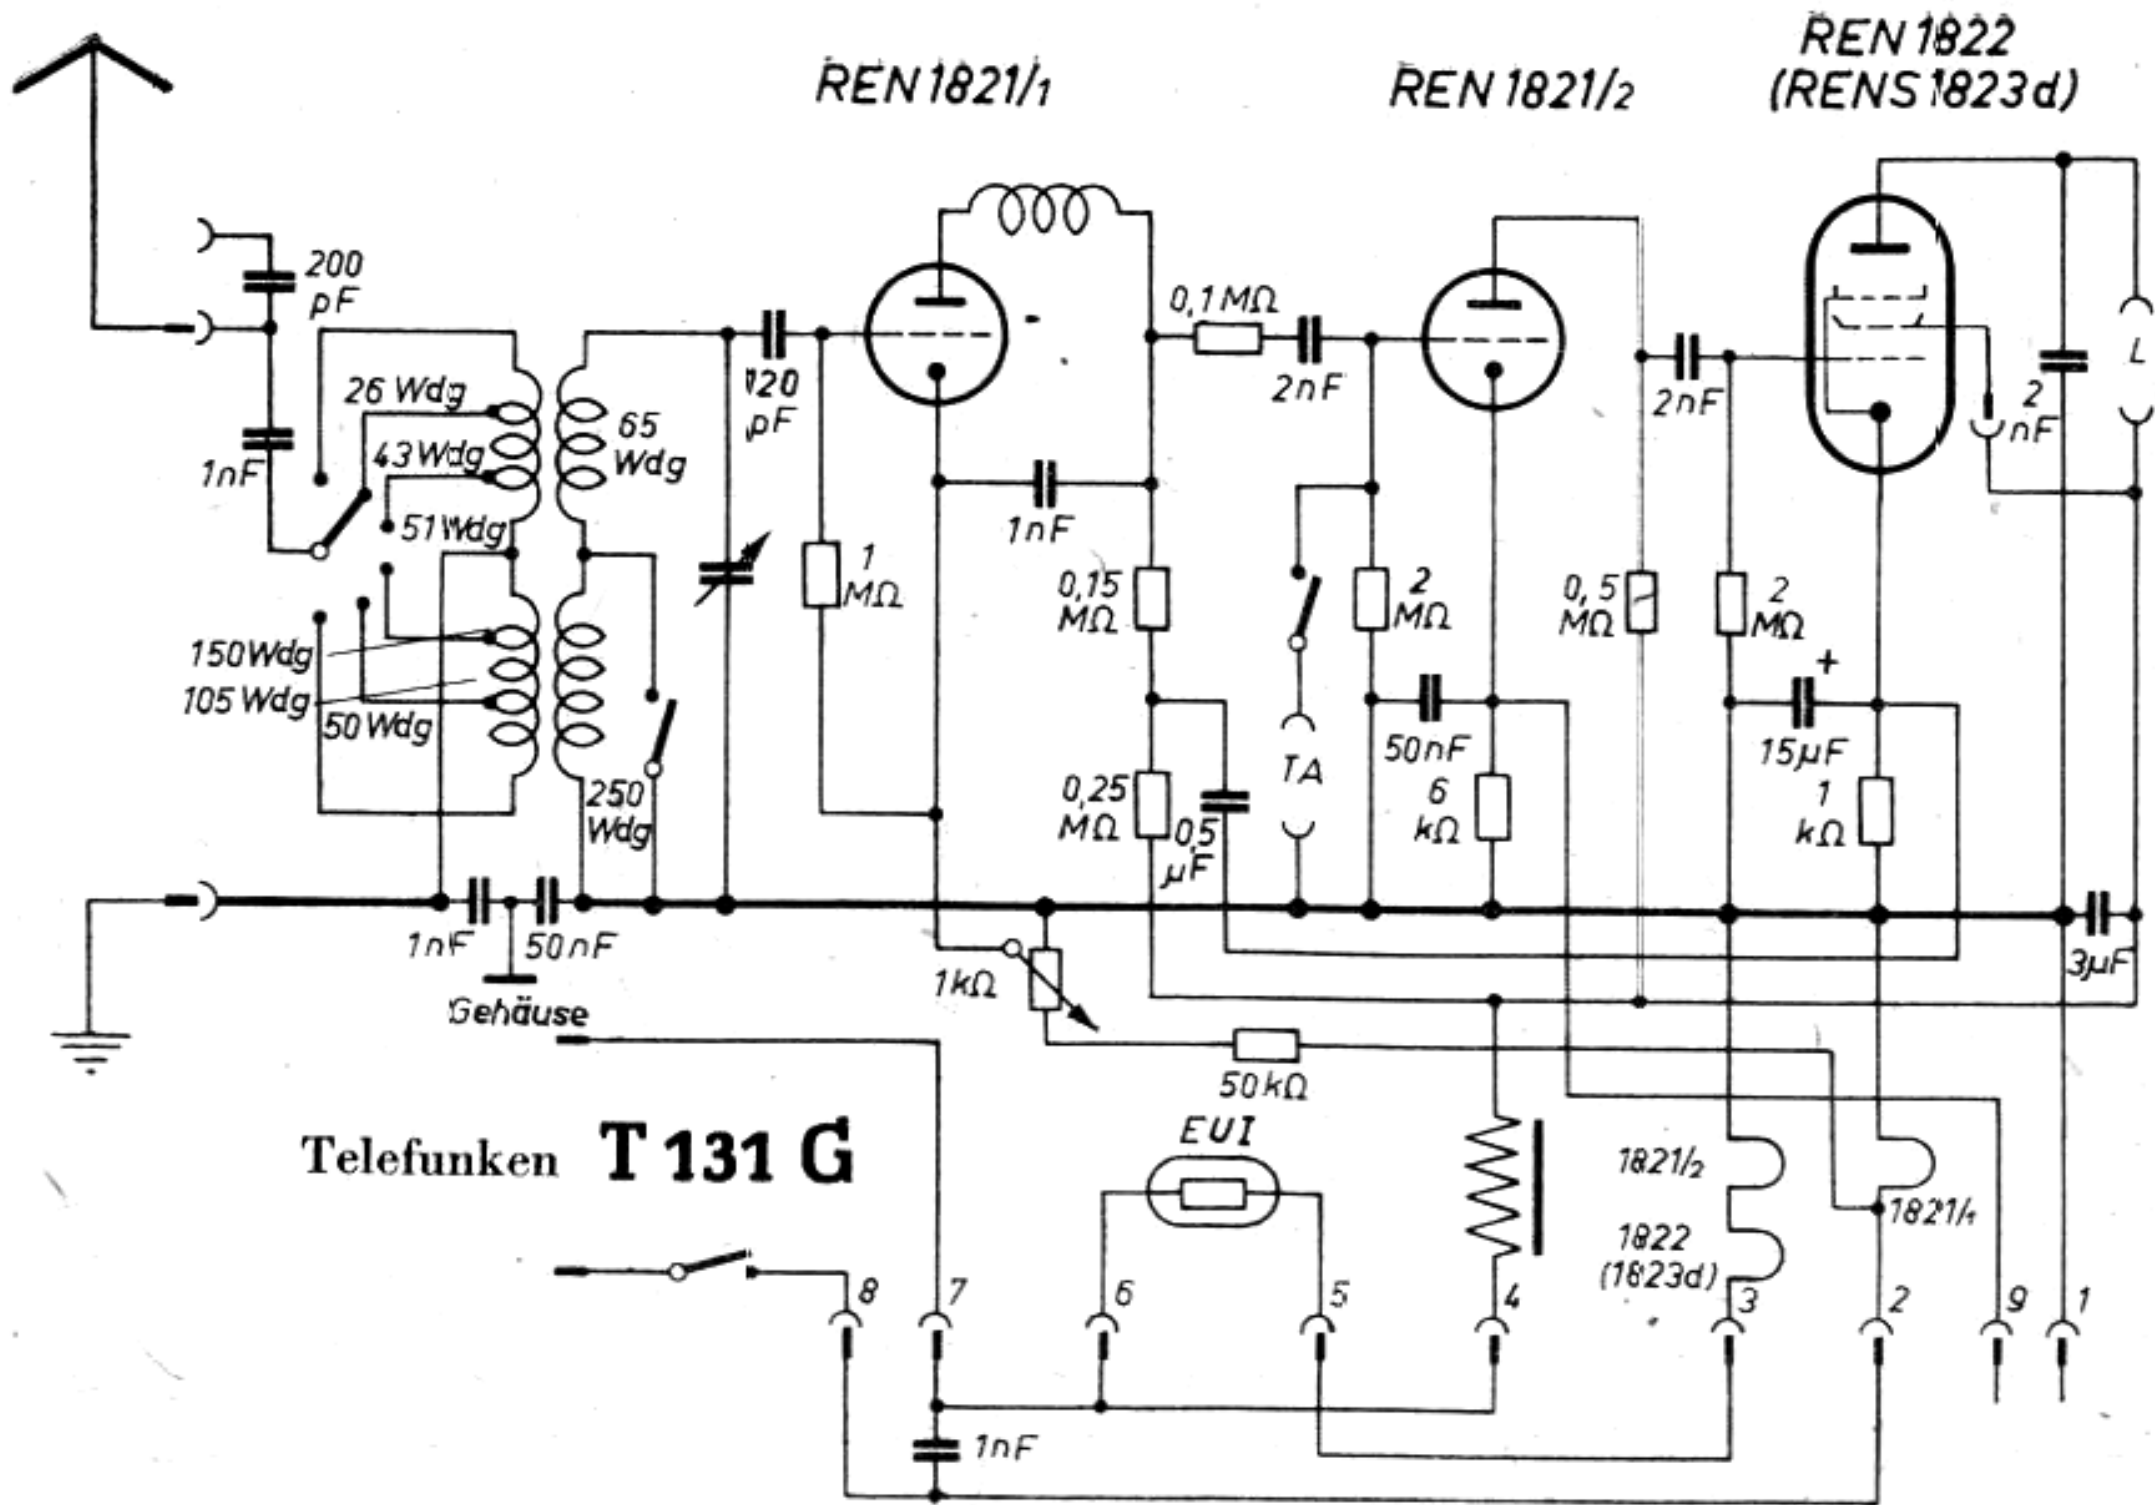 REN 1821/1
REN 1821/2
REN 1822
(RENS 1823d)
200
pF
1nF
26 Wdg
43 Wdg
51 Wdg
150 Wdg
105 Wdg
50 Wdg
65
Wdg
250
Wdg
120
pF
1
MΩ
1nF
0,1 MΩ
2nF
0,15
MΩ
0,25
MΩ
0,5
µF
TA
2
MΩ
50nF
6
kΩ
0,5
MΩ
2nF
2
MΩ
+
15µF
1
kΩ
2
nF
L
3µF
1nF
50nF
Gehäuse
1kΩ
50kΩ
Telefunken T 131 G
EUI
1821/2
1822
(1823d)
1821/1
8
7
6
5
4
3
2
9
1
1nF